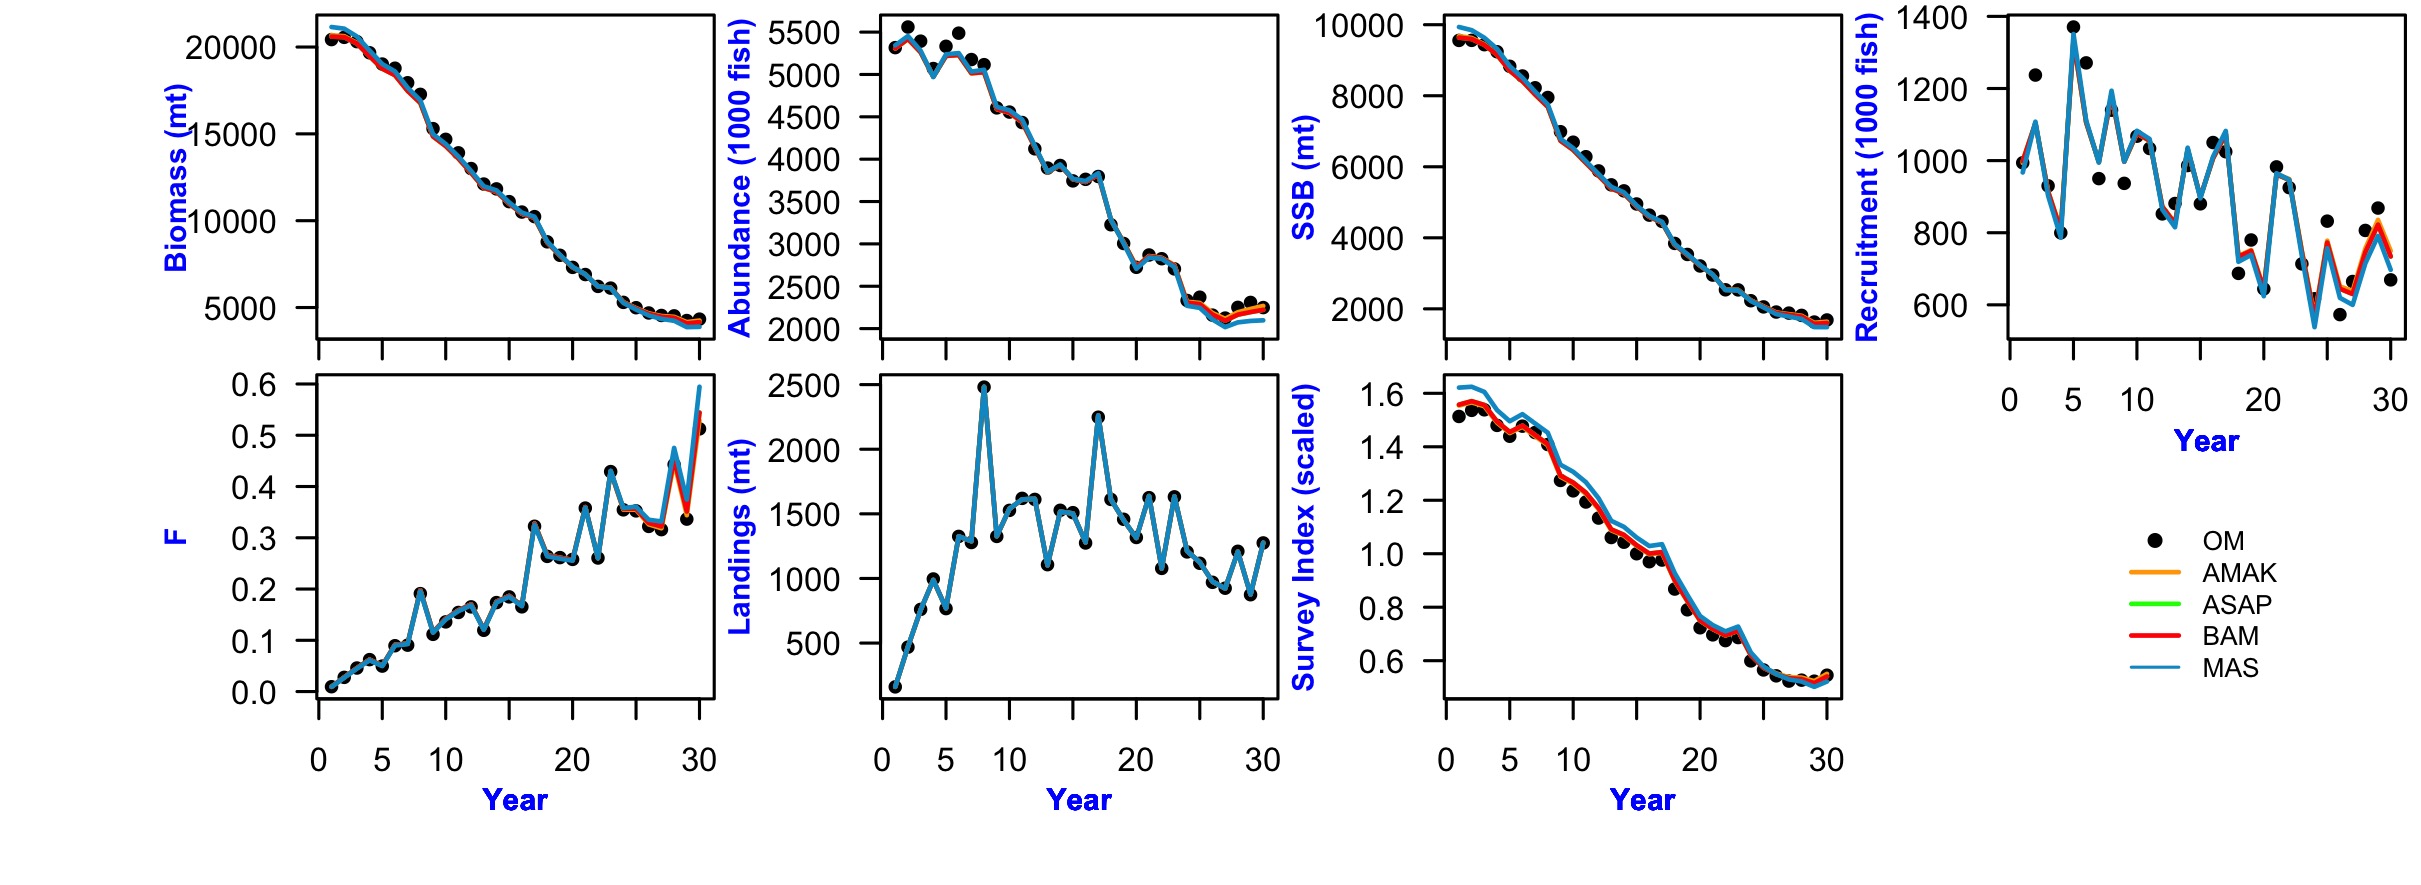 Biomass (mt)
20000
15000
10000
5000
Abundance (1000 fish)
5500
5000
4500
4000
3500
3000
2500
2000
SSB (mt)
10000
8000
6000
4000
2000
Recruitment (1000 fish)
1400
1200
1000
800
600
0 5 10 20 30
Year
F
0.6
0.5
0.4
0.3
0.2
0.1
0.0
0 5 10 20 30
Year
Landings (mt)
2500
2000
1500
1000
500
0 5 10 20 30
Year
Survey Index (scaled)
1.6
1.4
1.2
1.0
0.8
0.6
0 5 10 20 30
Year
OM
AMAK
ASAP
BAM
MAS